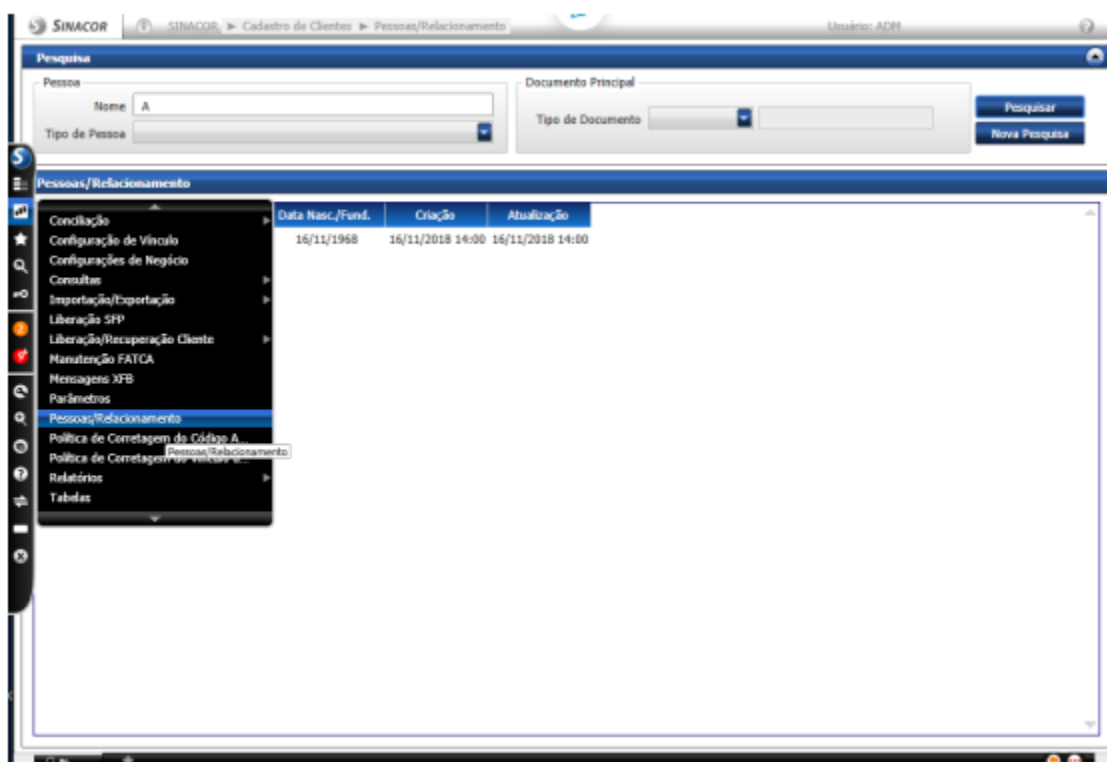 SINACOR SINACOR ▶ Cadastro de Clientes ▶ Pessoas/Relacionamento Usuário: ADM
Pesquisa
Pessoa
Documento Principal
Nome A
Tipo de Documento
Pesquisar
Tipo de Pessoa
Nova Pesquisa
Pessoas/Relacionamento
Data Nasc./Fund. Criação Atualização
16/11/1968 16/11/2018 14:00 16/11/2018 14:00
Conciliação
Configuração de Vínculo
Configurações de Negócio
Consultas
Importação/Exportação
Liberação SFP
Liberação/Recuperação Cliente
Manutenção FATCA
Mensagens XFB
Parâmetros
Pessoas/Relacionamento
Política de Corretagem do Código A...
Pessoas/Relacionamento
Política de Corretagem do Vínculo
Relatórios
Tabelas